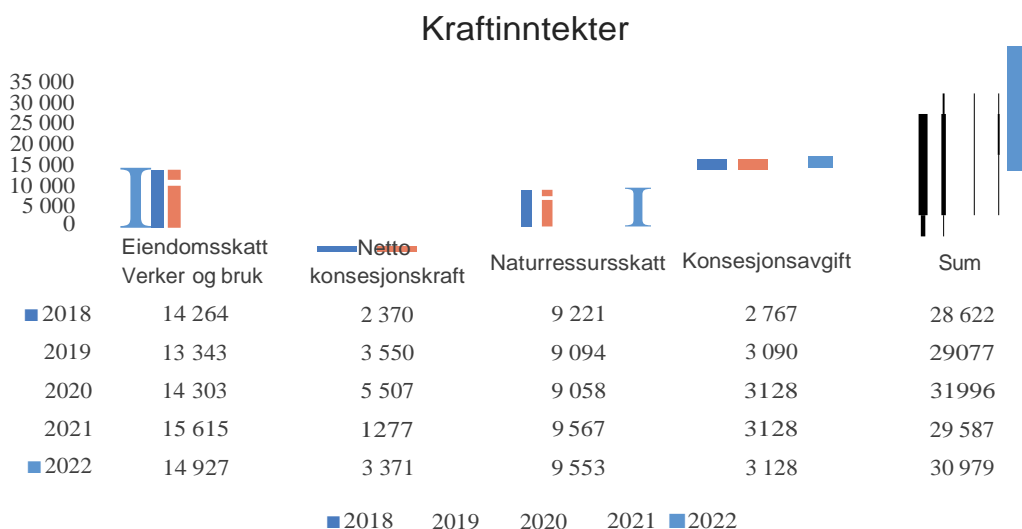 Kraftinntekter
35 000
30 000
25 000
20 000
15 000
10 000
5 000
0
Eiendomsskatt
Verker og bruk
Netto
konsesjonskraft
Naturressursskatt
Konsesjonsavgift
Sum
2018 14 264 2 370 9 221 2 767 28 622
2019 13 343 3 550 9 094 3 090 29077
2020 14 303 5 507 9 058 3128 31996
2021 15 615 1277 9 567 3128 29 587
2022 14 927 3 371 9 553 3 128 30 979
2018 2019 2020 2021 2022